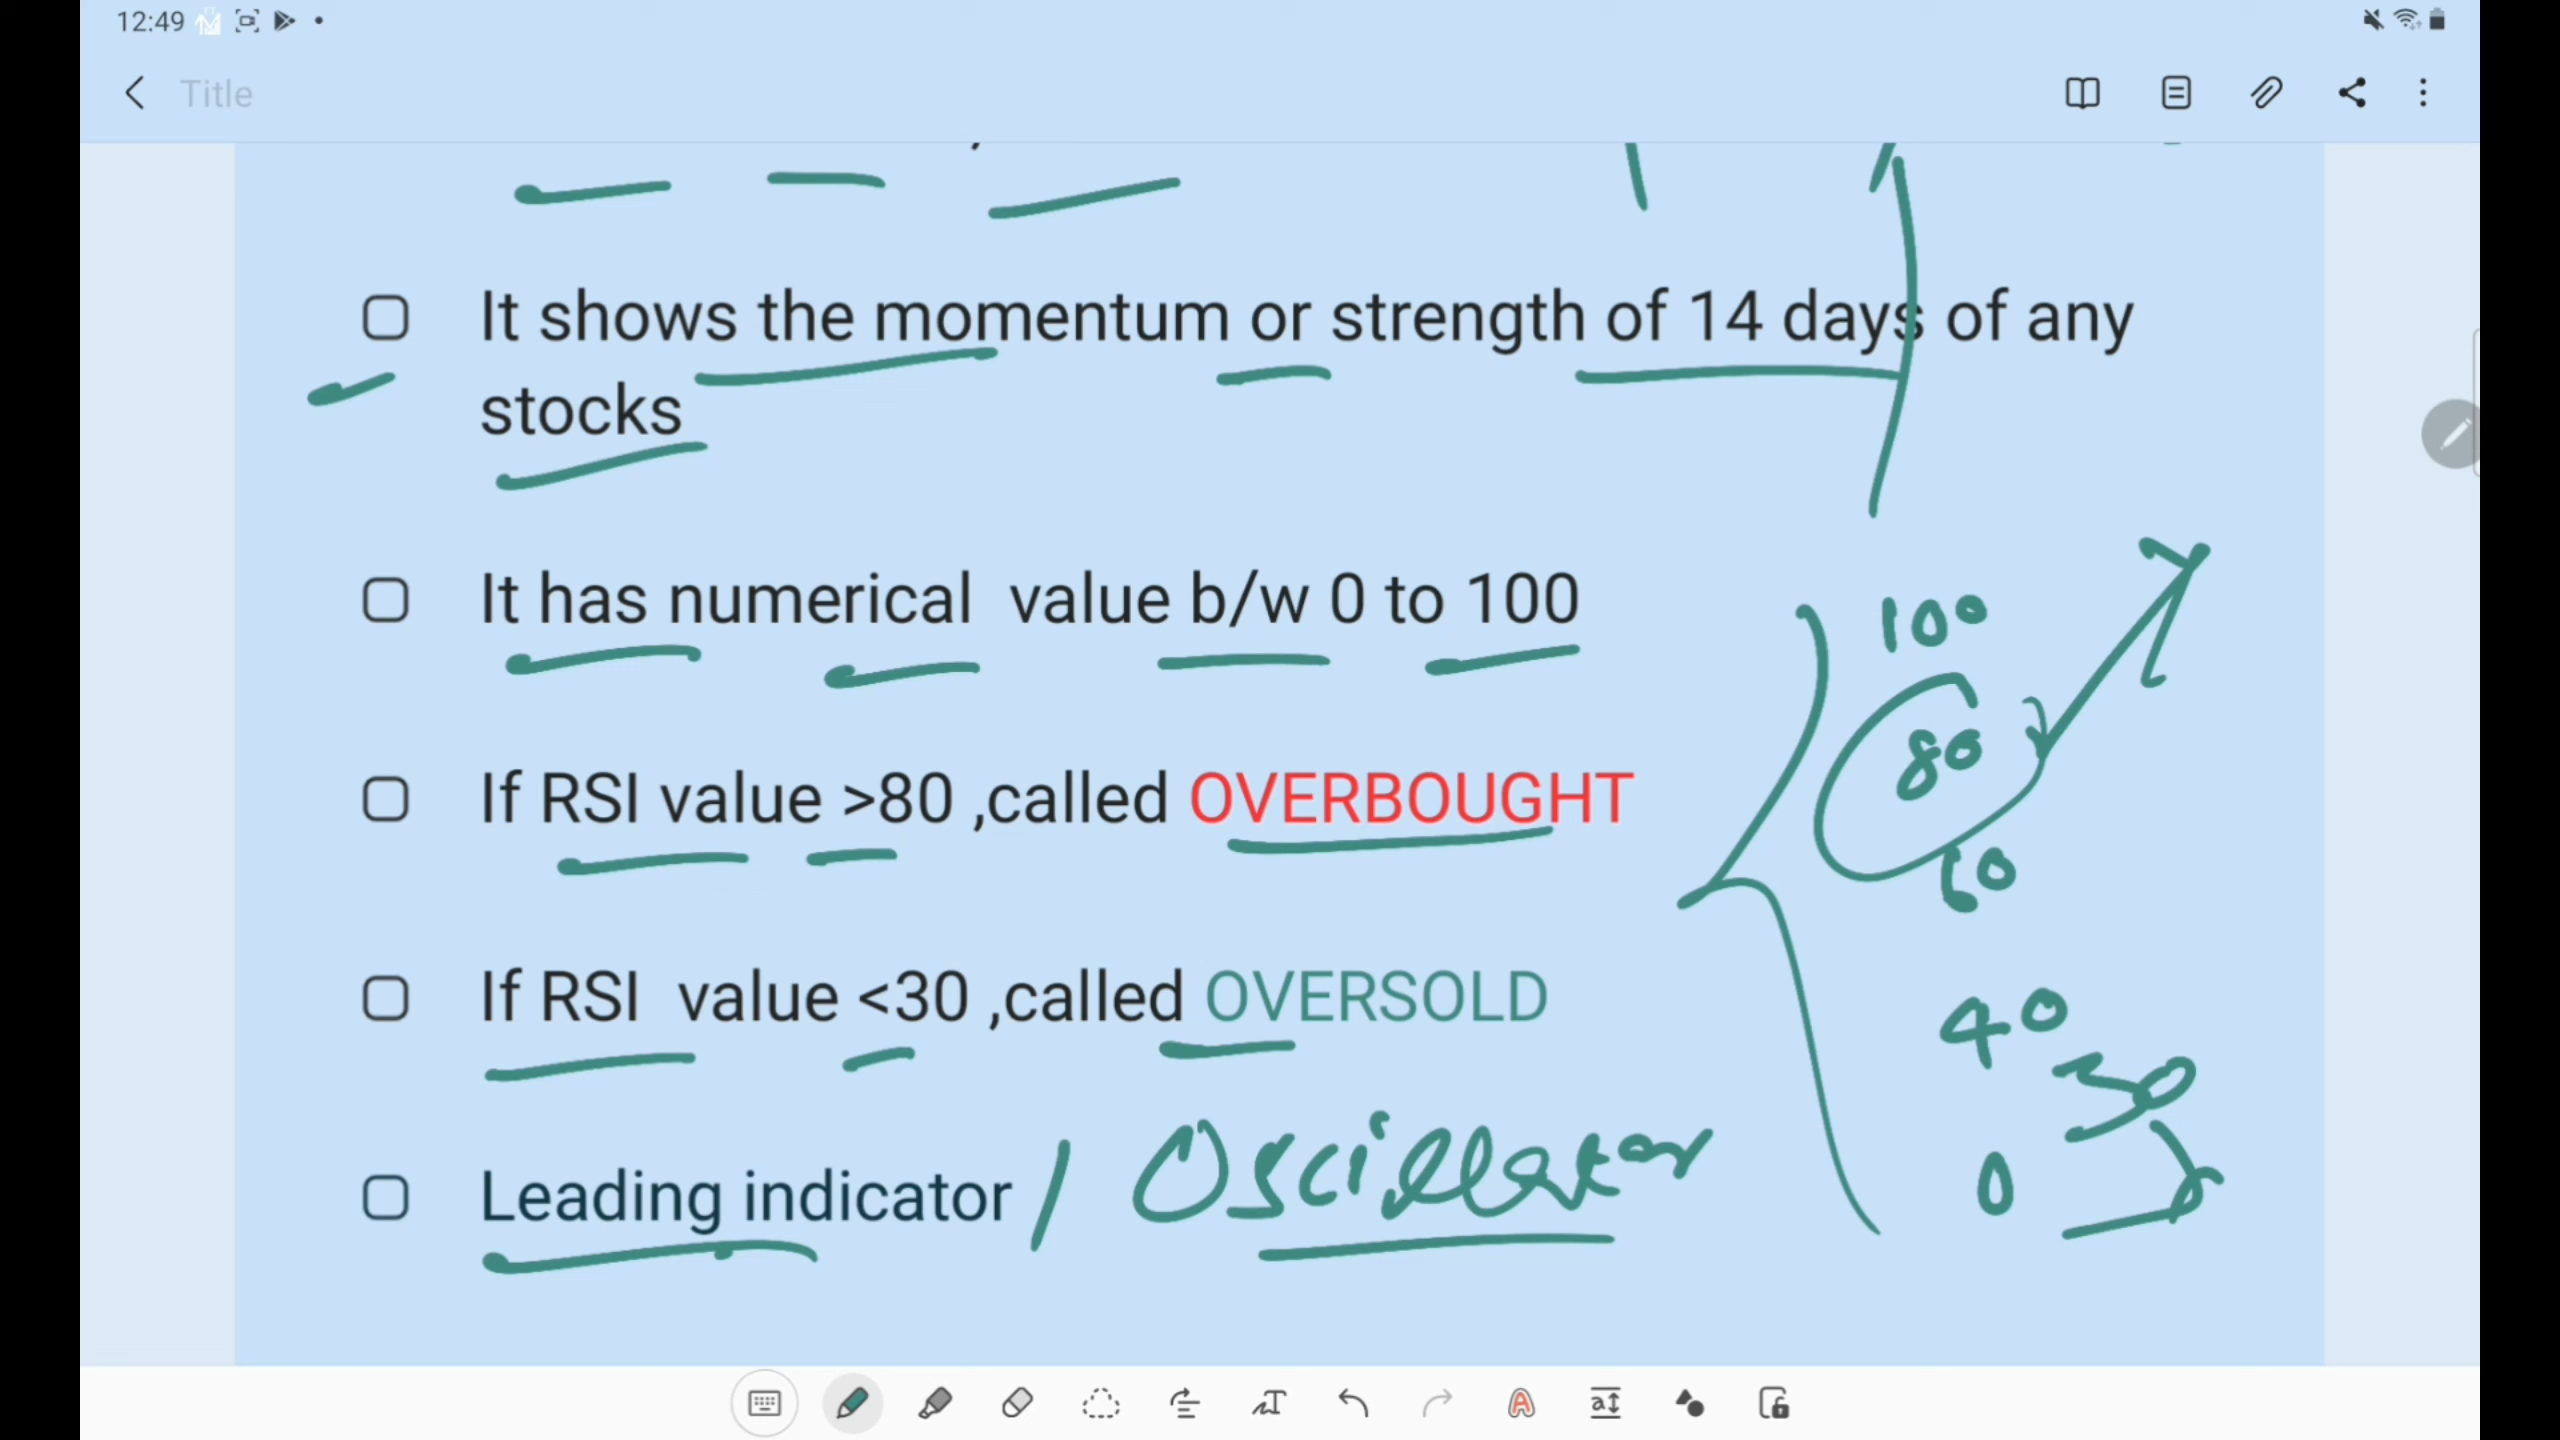 12:49
Title
It shows the momentum or strength of 14 days of any
stocks
It has numerical value b/w 0 to 100
100
If RSI value >80 ,called OVERBOUGHT
80
60
If RSI value <30 ,called OVERSOLD
40
30
Leading indicator / Oscillator
0